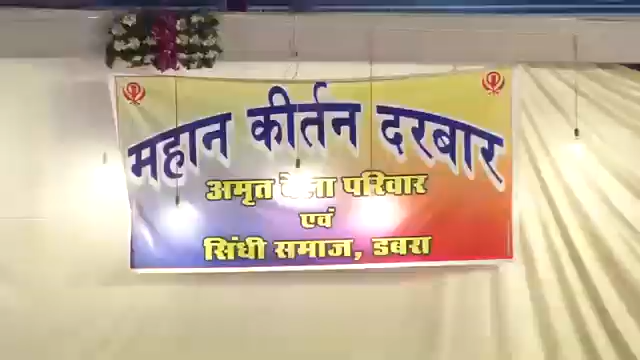 महान कीर्तन दरबार
अमृत वेला परिवार
एवं
सिंधी समाज, डबरा